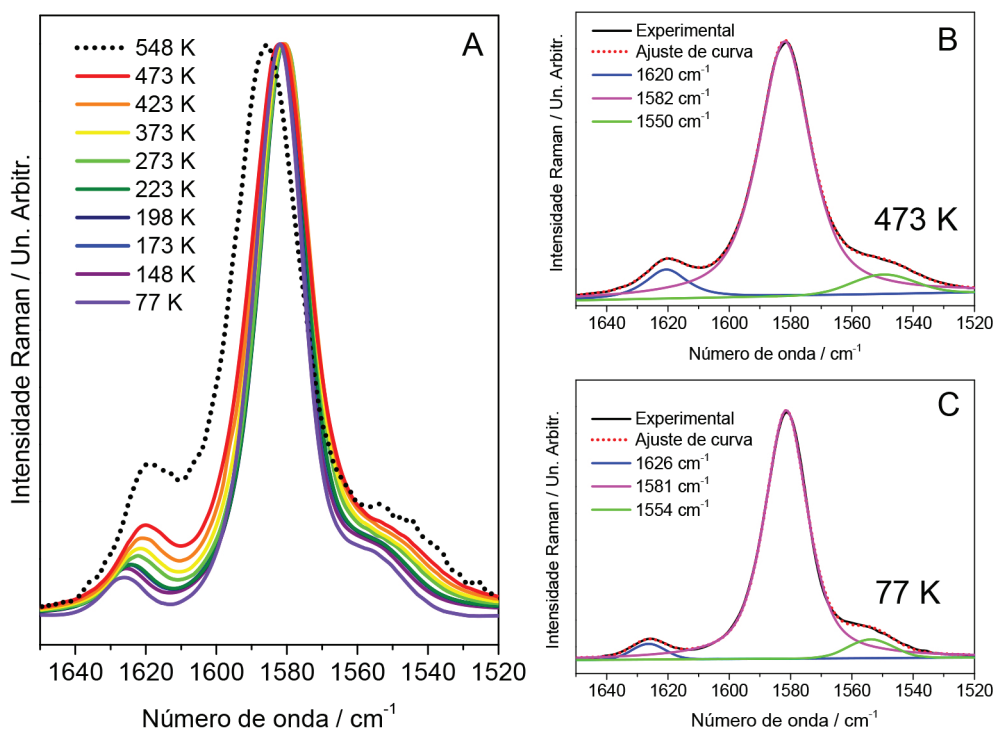 A
548 K
473 K
423 K
373 K
273 K
223 K
198 K
173 K
148 K
77 K
Intensidade Raman / Un. Arbitr.
1640 1620 1600 1580 1560 1540 1520
Número de onda / cm⁻¹
B
Experimental
Ajuste de curva
1620 cm⁻¹
1582 cm⁻¹
1550 cm⁻¹
473 K
Intensidade Raman / Un. Arbitr.
1640 1620 1600 1580 1560 1540 1520
Número de onda / cm⁻¹
C
Experimental
Ajuste de curva
1626 cm⁻¹
1581 cm⁻¹
1554 cm⁻¹
77 K
Intensidade Raman / Un. Arbitr.
1640 1620 1600 1580 1560 1540 1520
Número de onda / cm⁻¹